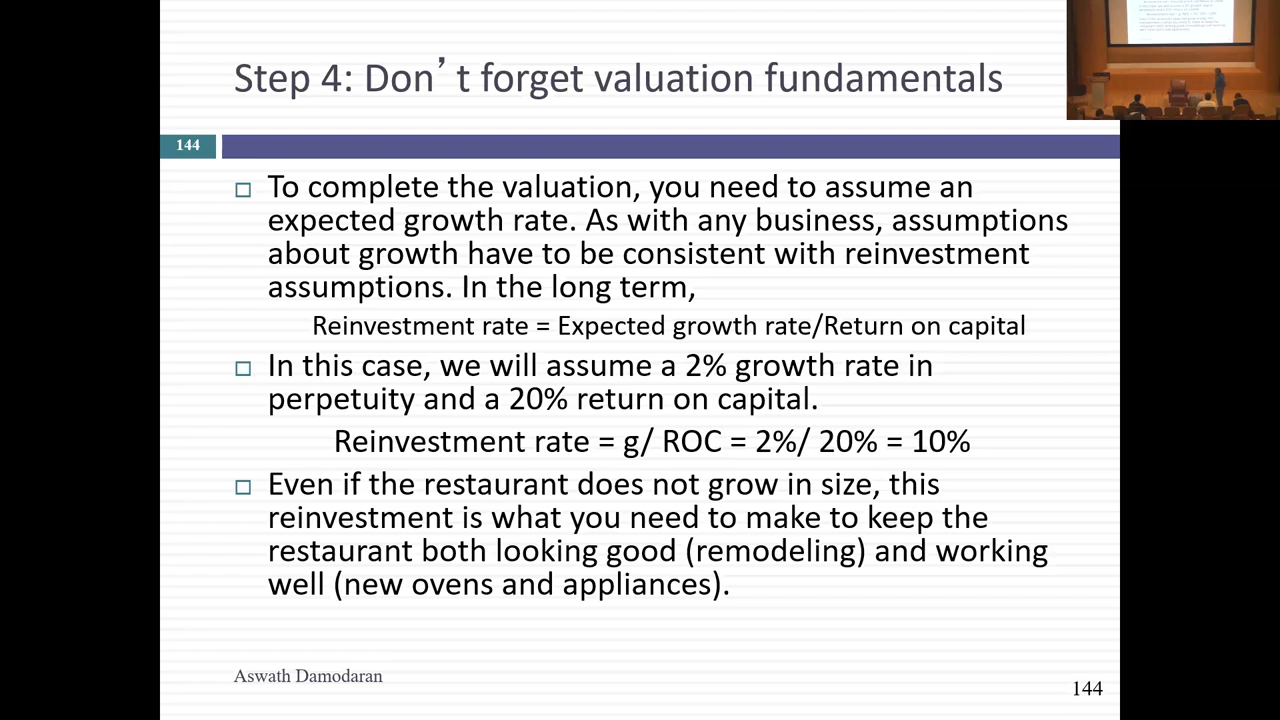 Step 4: Don’t forget valuation fundamentals
144
To complete the valuation, you need to assume an
expected growth rate. As with any business, assumptions
about growth have to be consistent with reinvestment
assumptions. In the long term,
Reinvestment rate = Expected growth rate/Return on capital
In this case, we will assume a 2% growth rate in
perpetuity and a 20% return on capital.
Reinvestment rate = g/ ROC = 2%/ 20% = 10%
Even if the restaurant does not grow in size, this
reinvestment is what you need to make to keep the
restaurant both looking good (remodeling) and working
well (new ovens and appliances).
Aswath Damodaran
144